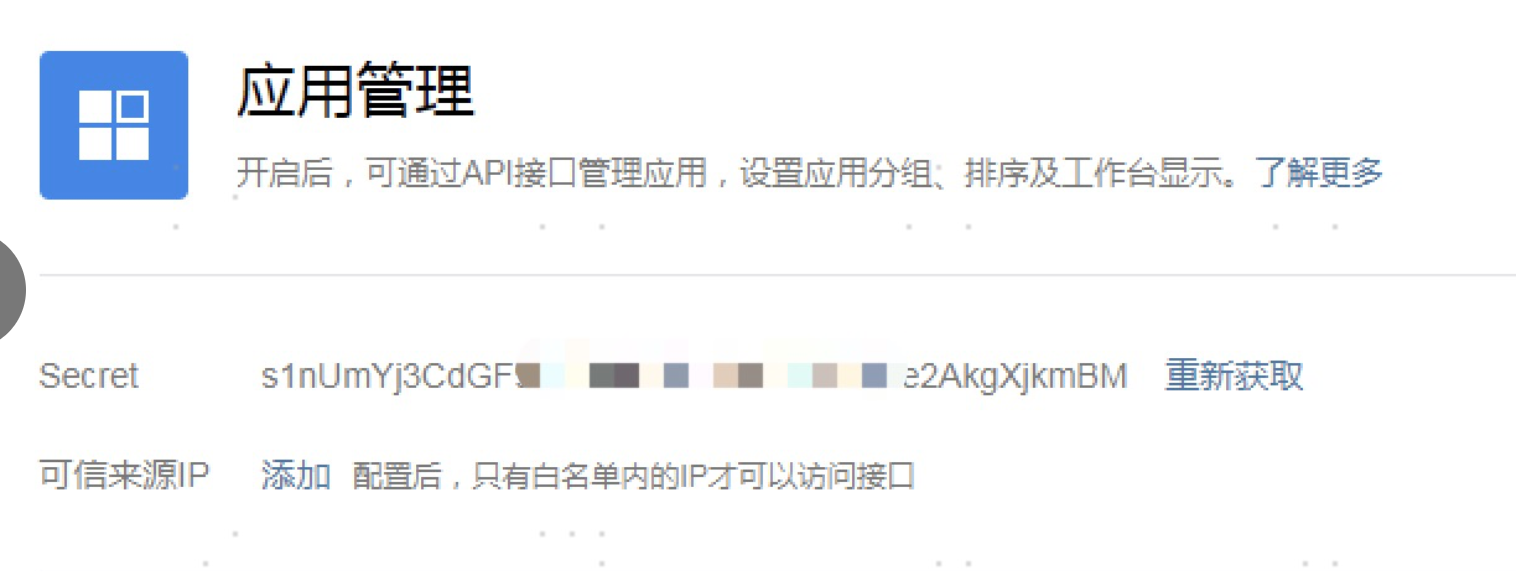 应用管理
开启后，可通过API接口管理应用，设置应用分组、排序及工作台显示。了解更多
Secret s1nUmYj3CdGF e2AkgXjkmBM 重新获取
可信来源IP 添加 配置后，只有白名单内的IP才可以访问接口